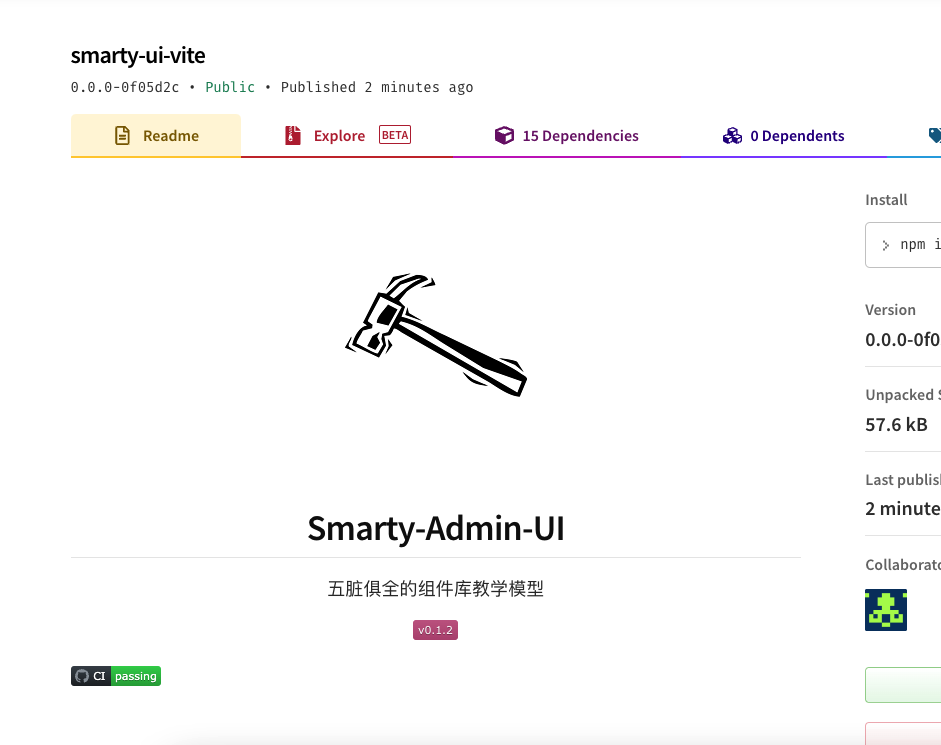 smarty-ui-vite
0.0.0-0f05d2c • Public • Published 2 minutes ago
Readme
Explore BETA
15 Dependencies
0 Dependents
Install
> npm i
Version
0.0.0-0f0
Unpacked S
57.6 kB
Last publis
2 minute
Collaborato
Smarty-Admin-UI
五脏俱全的组件库教学模型
v0.1.2
CI passing